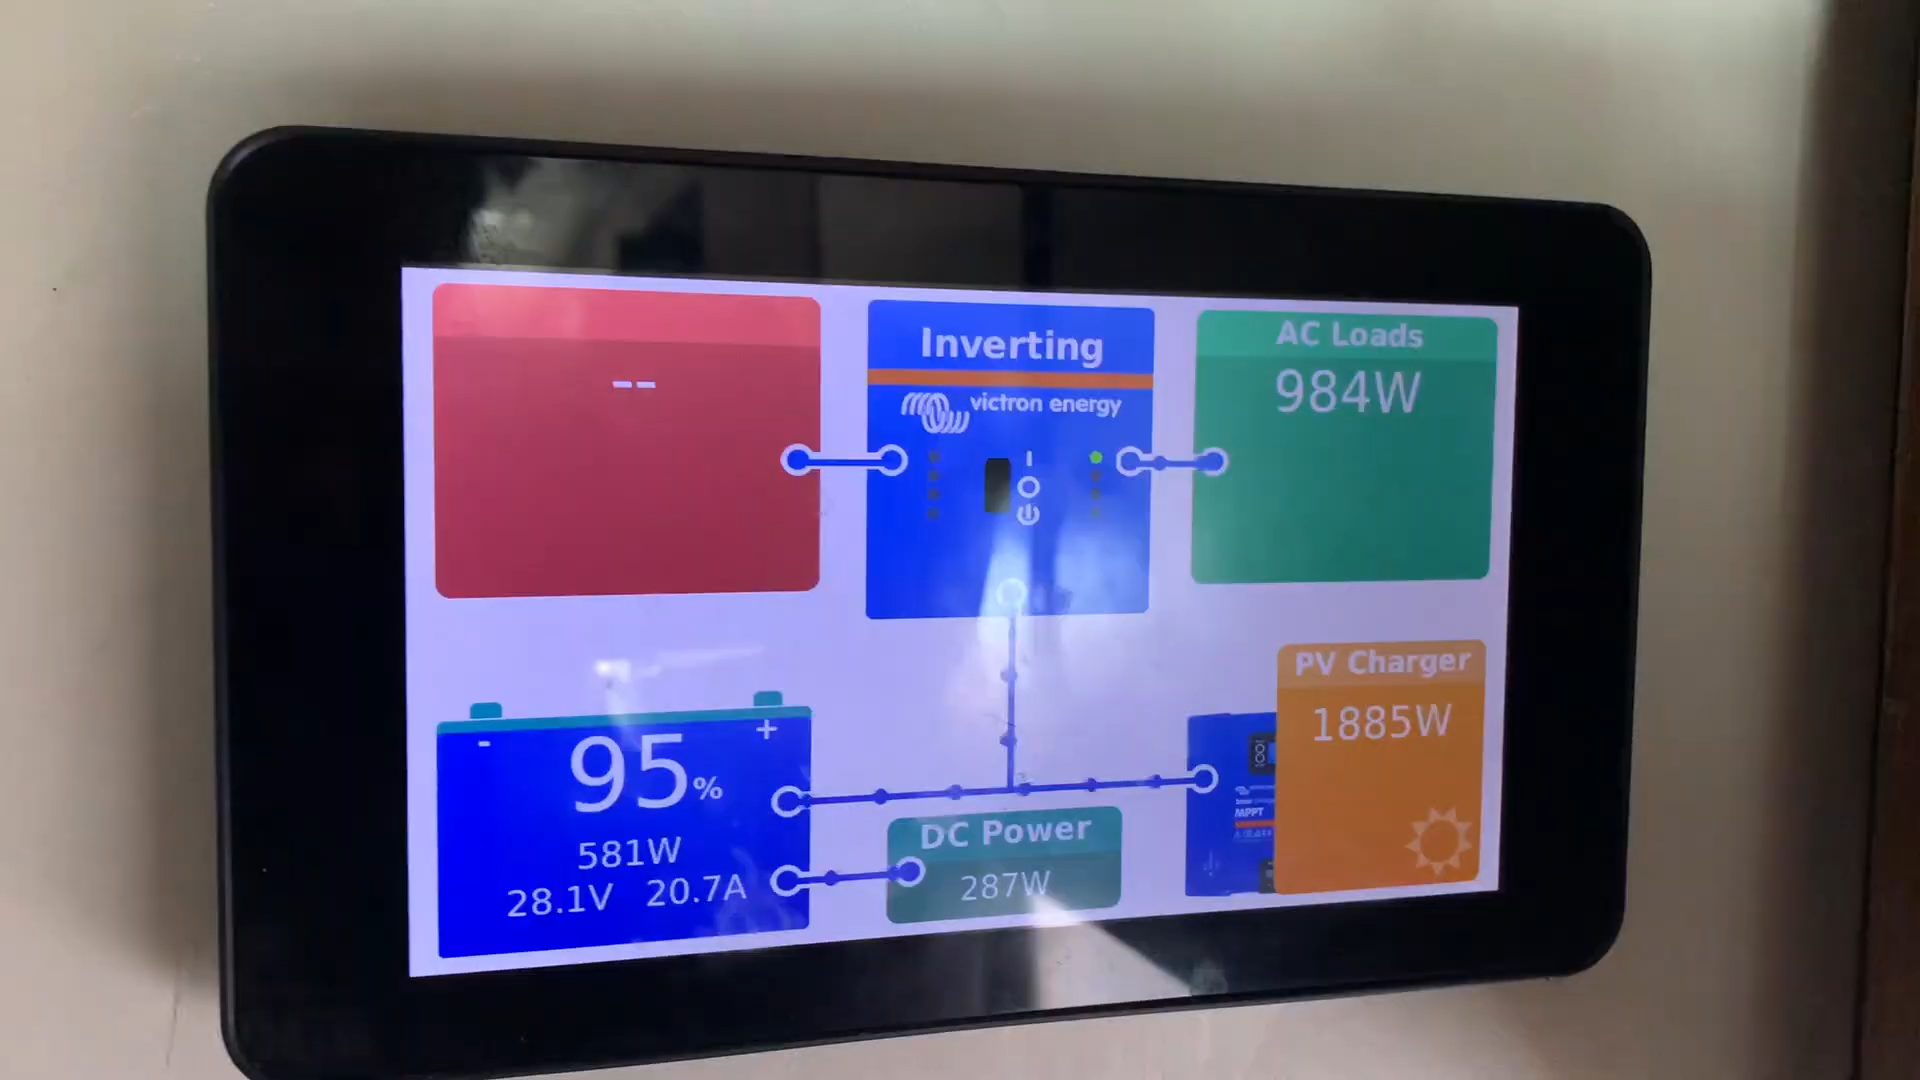 --
Inverting
victron energy
AC Loads
984W
PV Charger
1885W
MPPT
- +
95%
581W
28.1V 20.7A
DC Power
287W